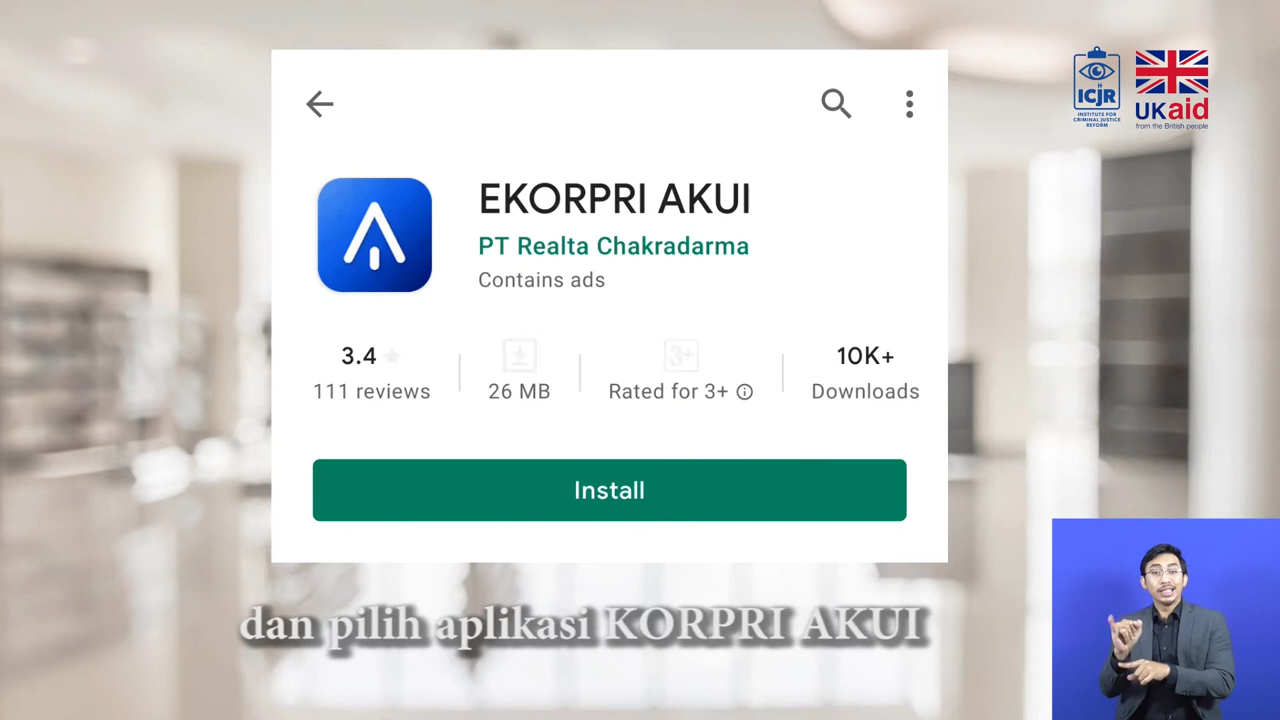 EKORPRI AKUI
PT Realta Chakradarma
Contains ads
3.4
111 reviews
26 MB
3+
Rated for 3+
10K+
Downloads
Install
dan pilih aplikasi KORPRI AKUI
ICJR
INSTITUTE FOR
CRIMINAL JUSTICE
REFORM
UKaid
from the British people